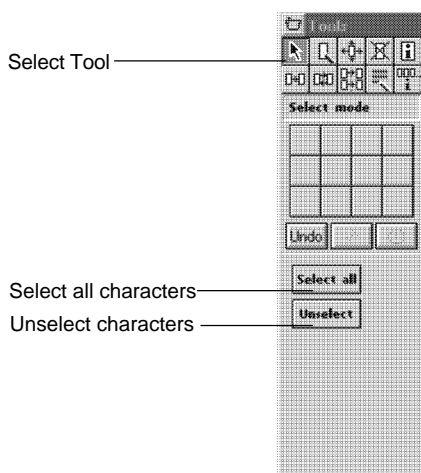 Tools
Select Tool
Select mode
Undo
Select all characters
Select all
Unselect characters
Unselect